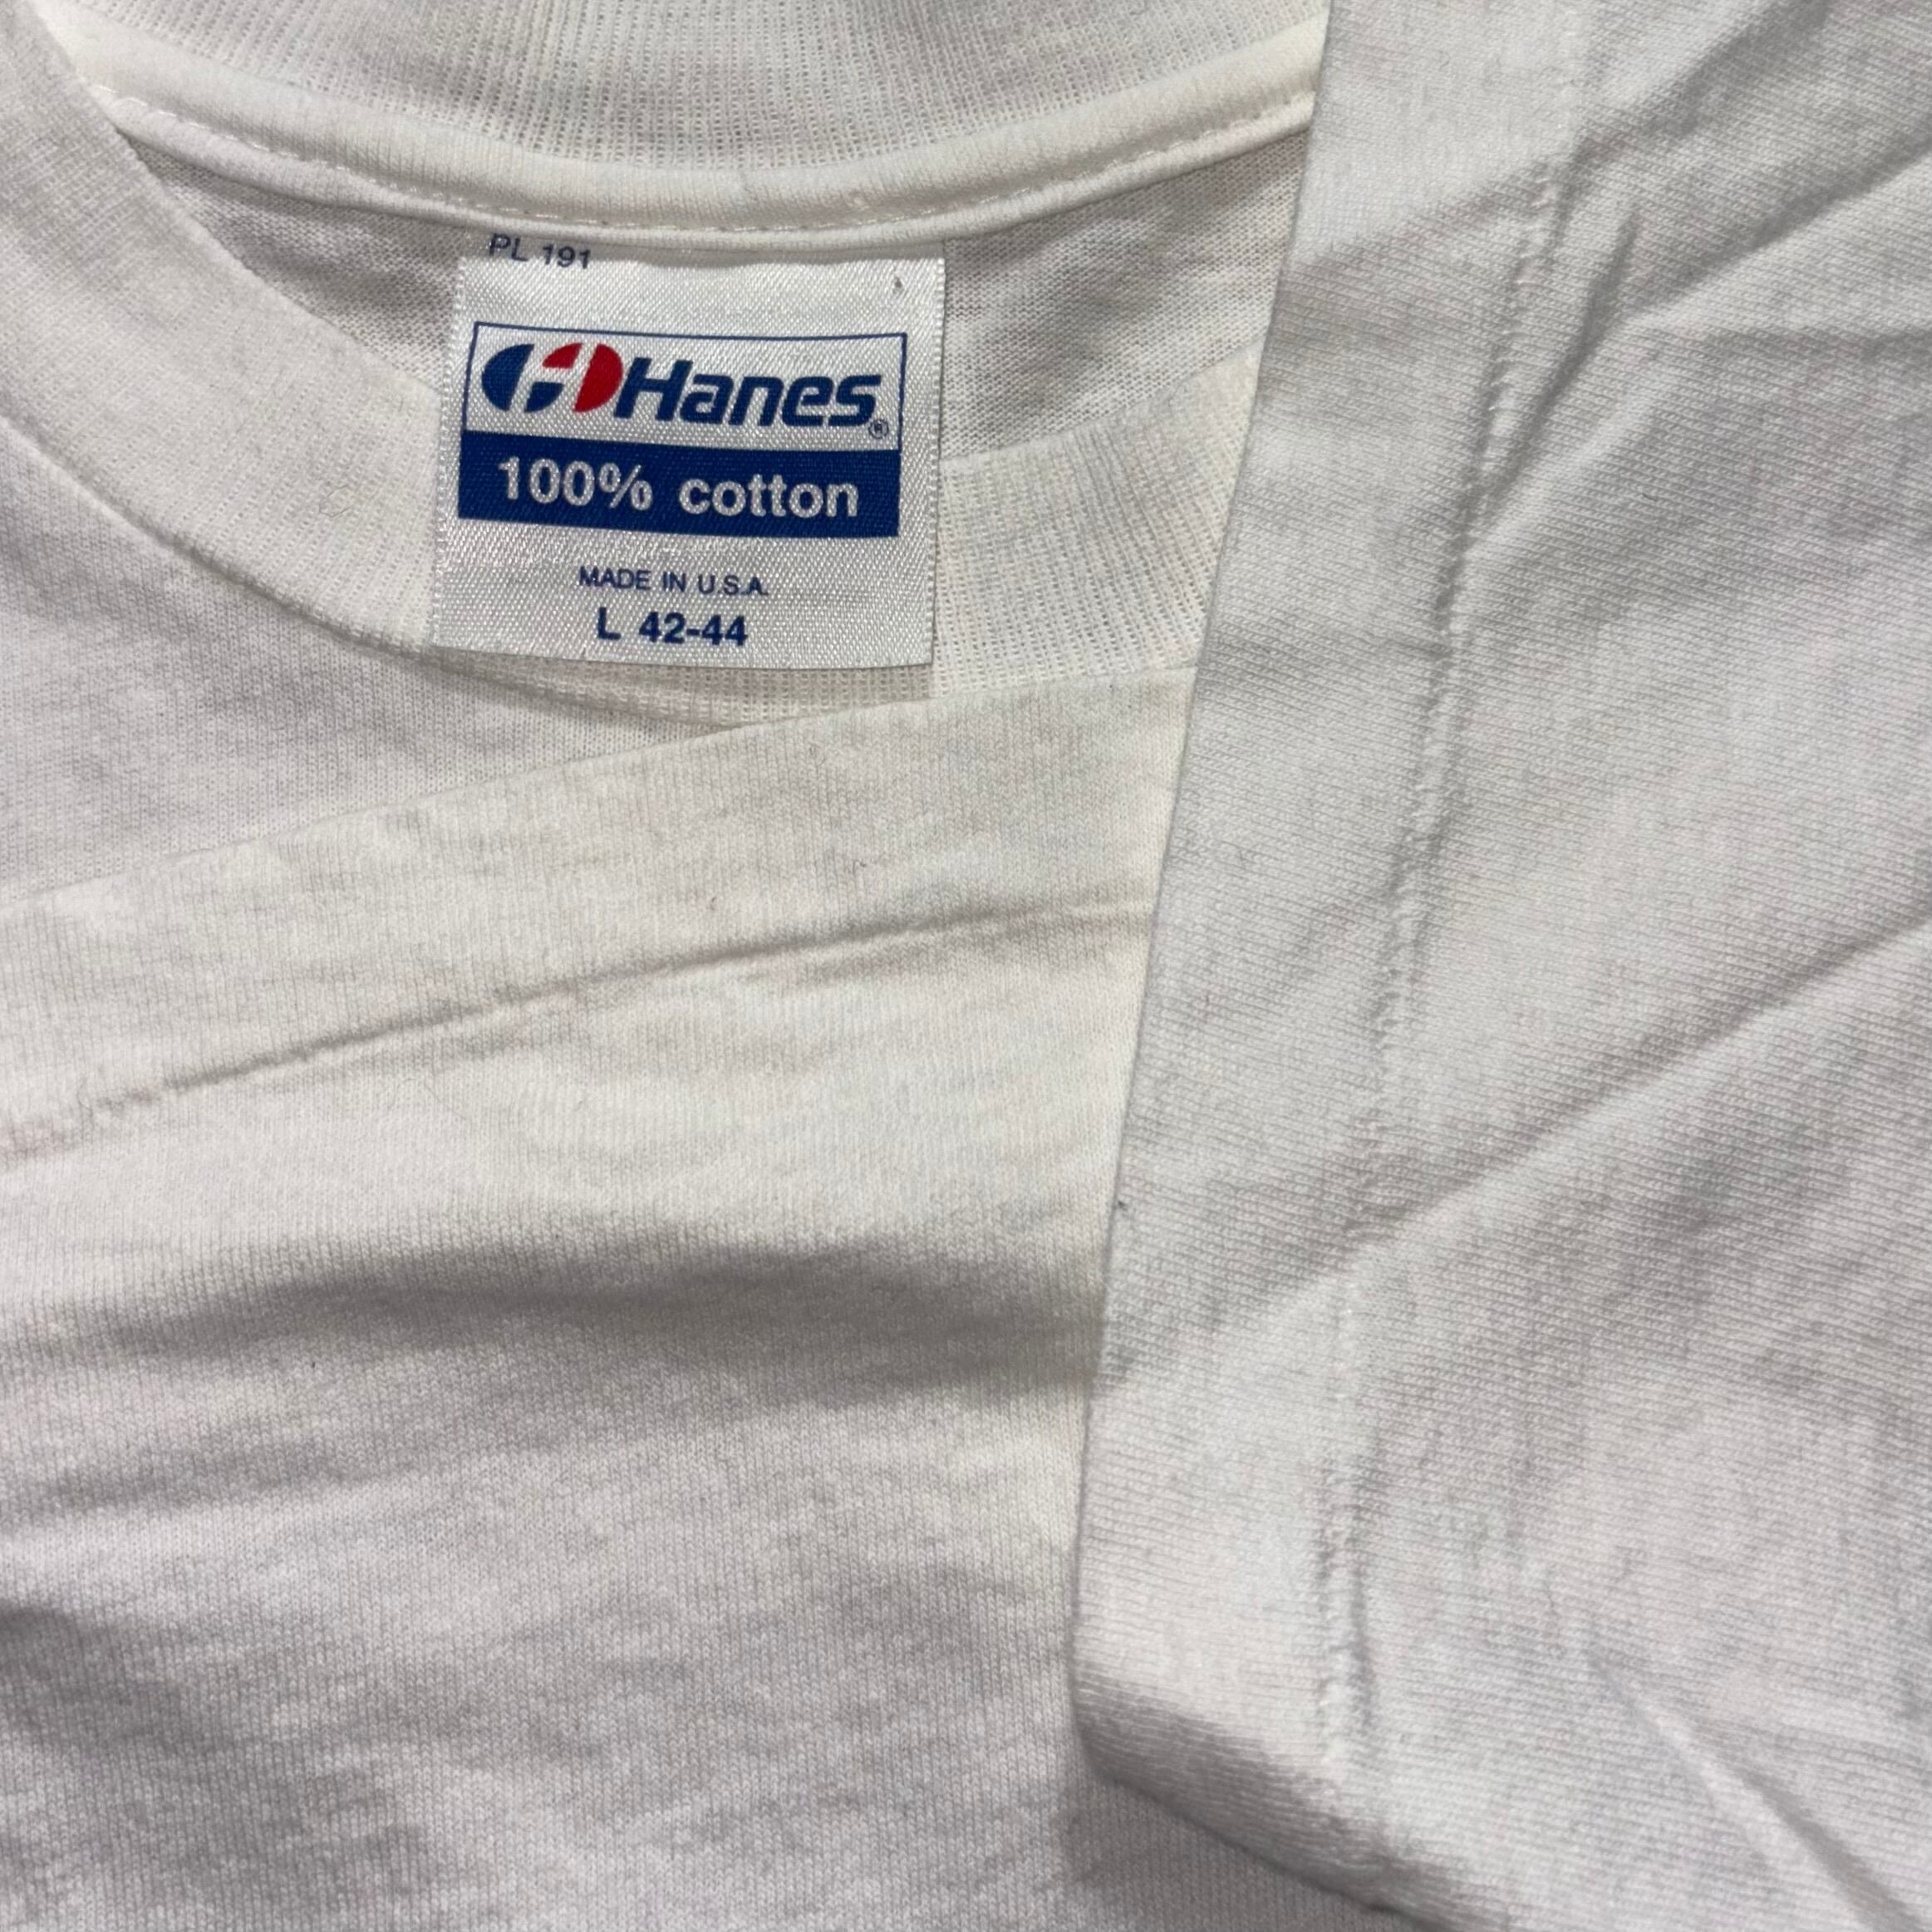 PL 191
Hanes®
100% cotton
MADE IN U.S.A.
L 42-44